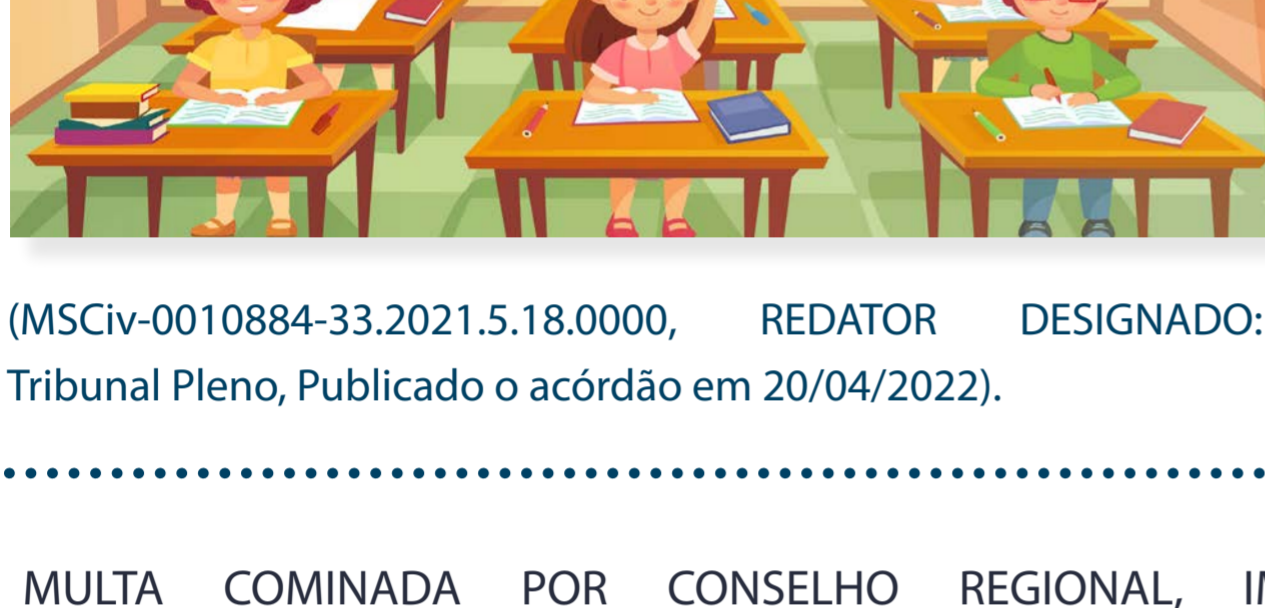 (MSCiv-0010884-33.2021.5.18.0000, REDATOR DESIGNADO:
Tribunal Pleno, Publicado o acórdão em 20/04/2022).
MULTA COMINADA POR CONSELHO REGIONAL,